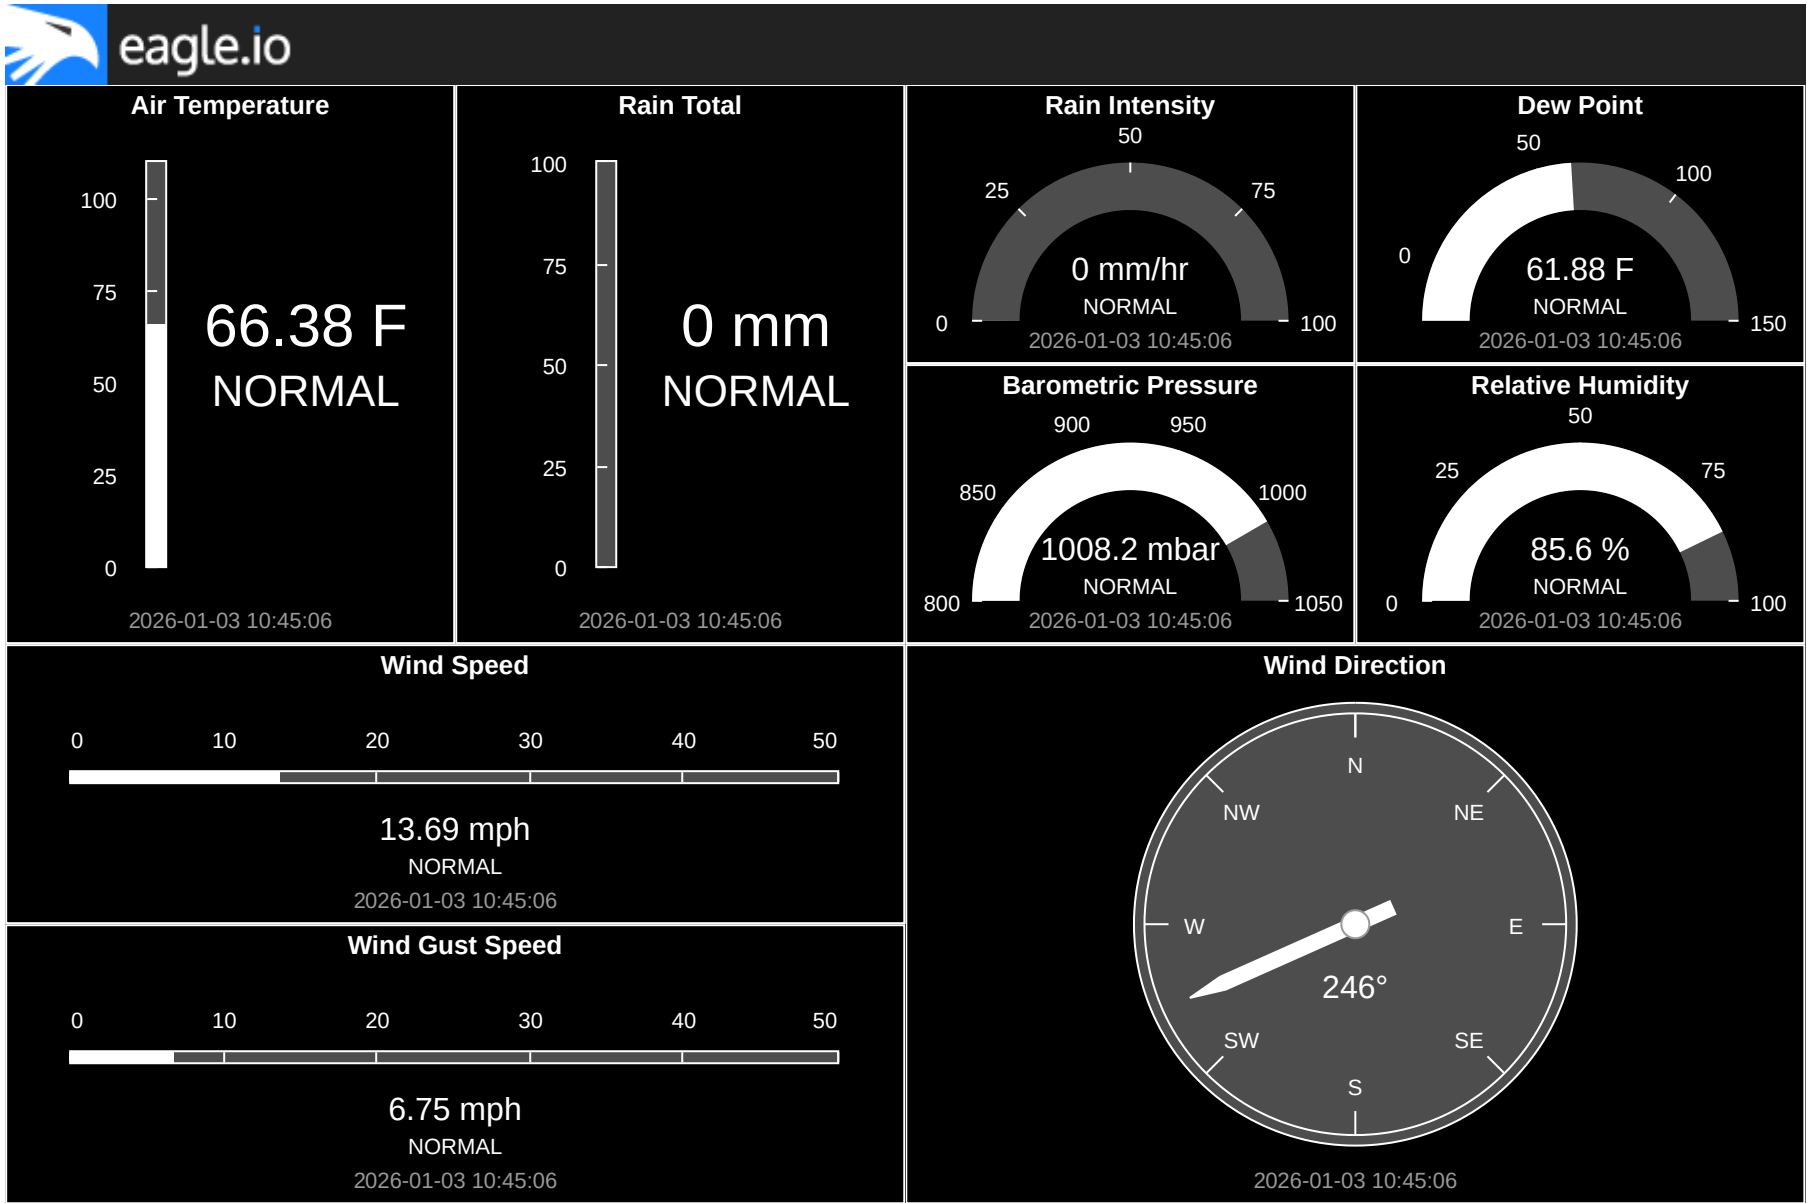 eagle.io
Air Temperature
100
75
50
25
0
66.38 F
NORMAL
2026-01-03 10:45:06
Rain Total
100
75
50
25
0
0 mm
NORMAL
2026-01-03 10:45:06
Rain Intensity
50
25
75
0
100
0 mm/hr
NORMAL
2026-01-03 10:45:06
Dew Point
50
100
0
150
61.88 F
NORMAL
2026-01-03 10:45:06
Barometric Pressure
900 950
850 1000
800 1050
1008.2 mbar
NORMAL
2026-01-03 10:45:06
Relative Humidity
50
25 75
0 100
85.6 %
NORMAL
2026-01-03 10:45:06
Wind Speed
0 10 20 30 40 50
13.69 mph
NORMAL
2026-01-03 10:45:06
Wind Gust Speed
0 10 20 30 40 50
6.75 mph
NORMAL
2026-01-03 10:45:06
Wind Direction
N
NW NE
W E
246°
SW SE
S
2026-01-03 10:45:06